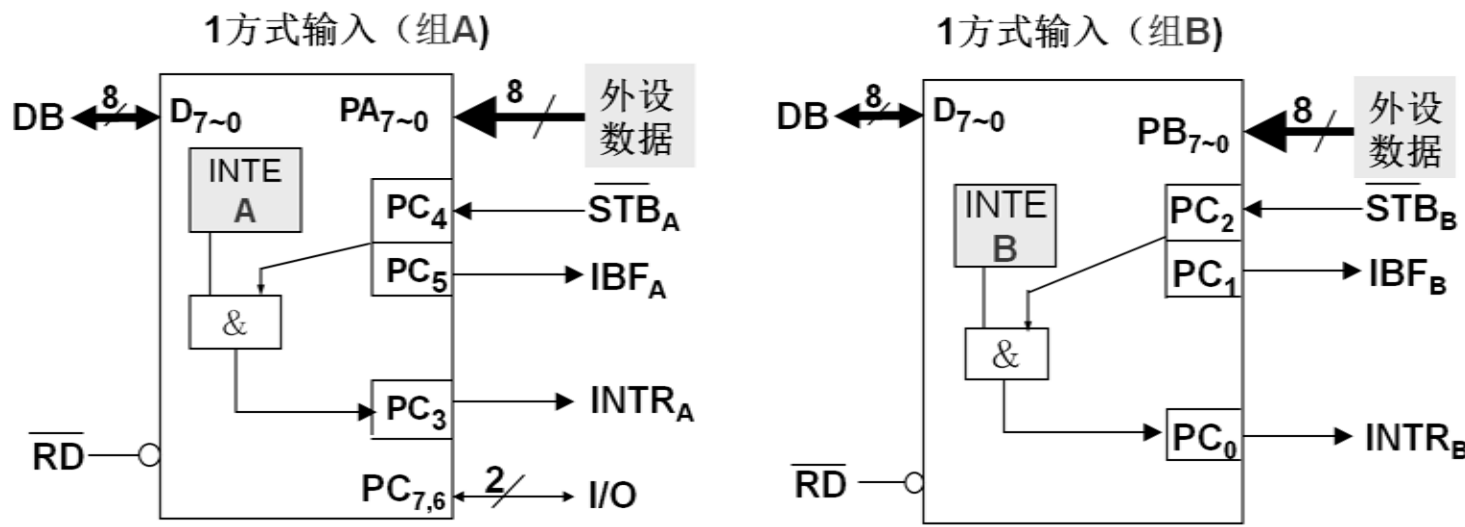 1方式输入（组A)
DB
8
D7~0
PA7~0
8
外设
数据
INTE
A
PC4
STBA
PC5
IBFA
&
PC3
INTRA
RD
PC7,6
2
I/O
1方式输入（组B)
DB
8
D7~0
PB7~0
8
外设
数据
INTE
B
PC2
STBB
PC1
IBFB
&
PC0
INTRB
RD